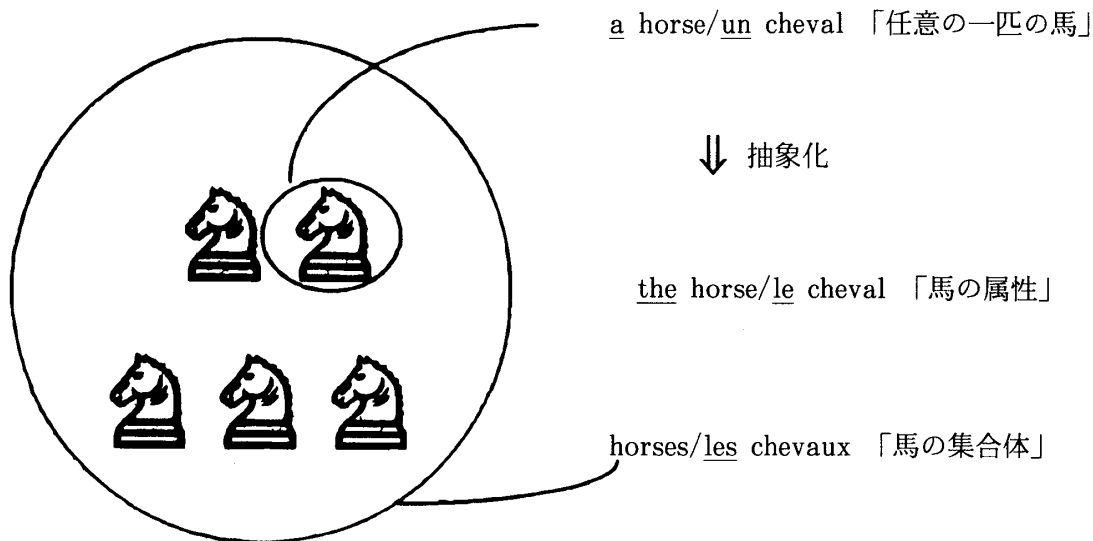 a horse/un cheval 「任意の一匹の馬」
⇓ 抽象化
the horse/le cheval 「馬の属性」
horses/les chevaux 「馬の集合体」